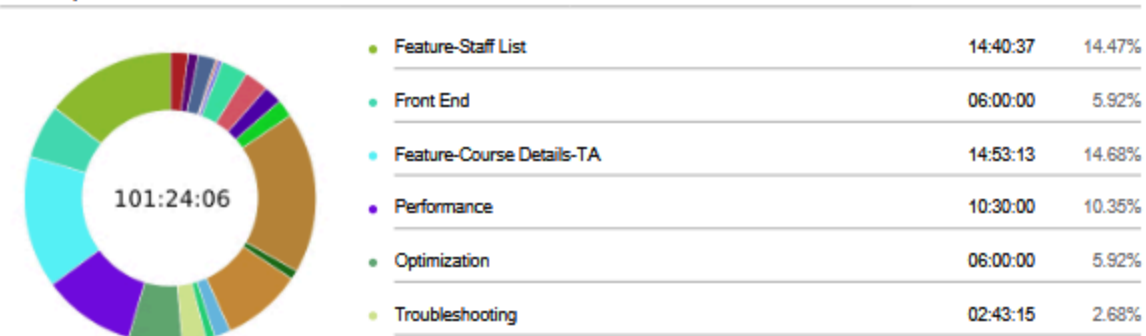 101:24:06
Feature-Staff List 14:40:37 14.47%
Front End 06:00:00 5.92%
Feature-Course Details-TA 14:53:13 14.68%
Performance 10:30:00 10.35%
Optimization 06:00:00 5.92%
Troubleshooting 02:43:15 2.68%